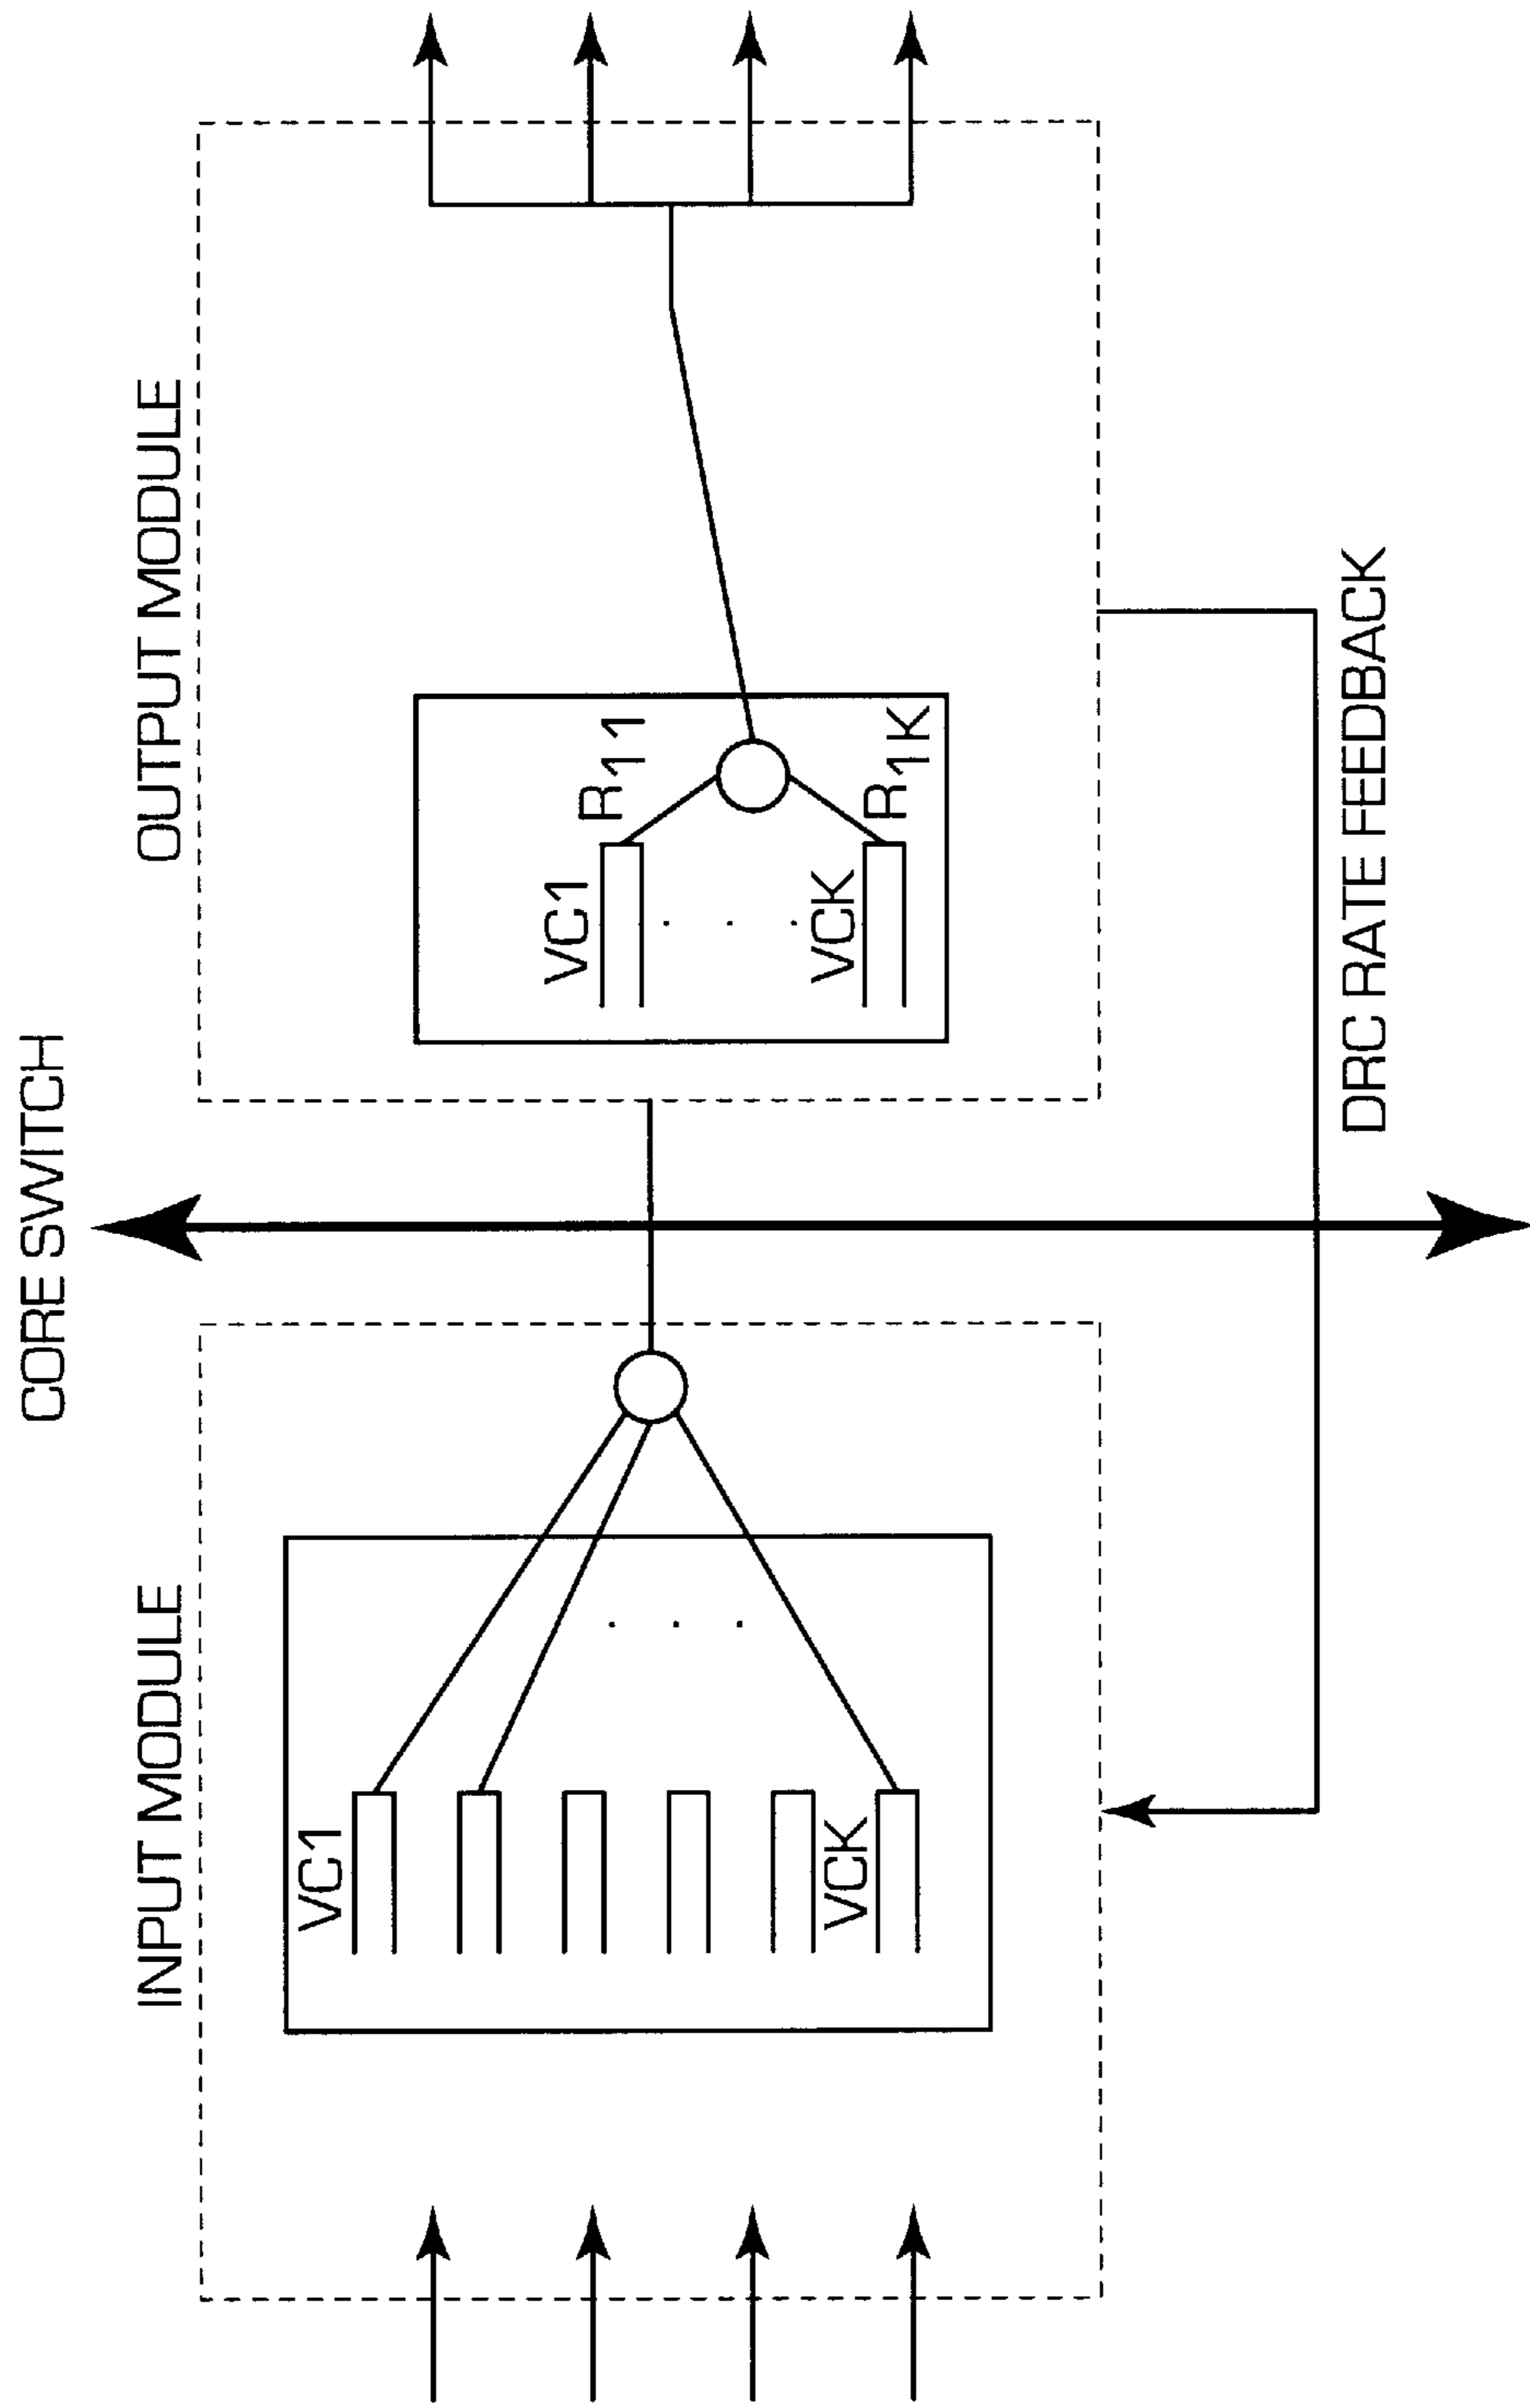 CORE SWITCH
INPUT MODULE
OUTPUT MODULE
VC1
VCK
VC1
R11
VCK
R1K
DRC RATE FEEDBACK